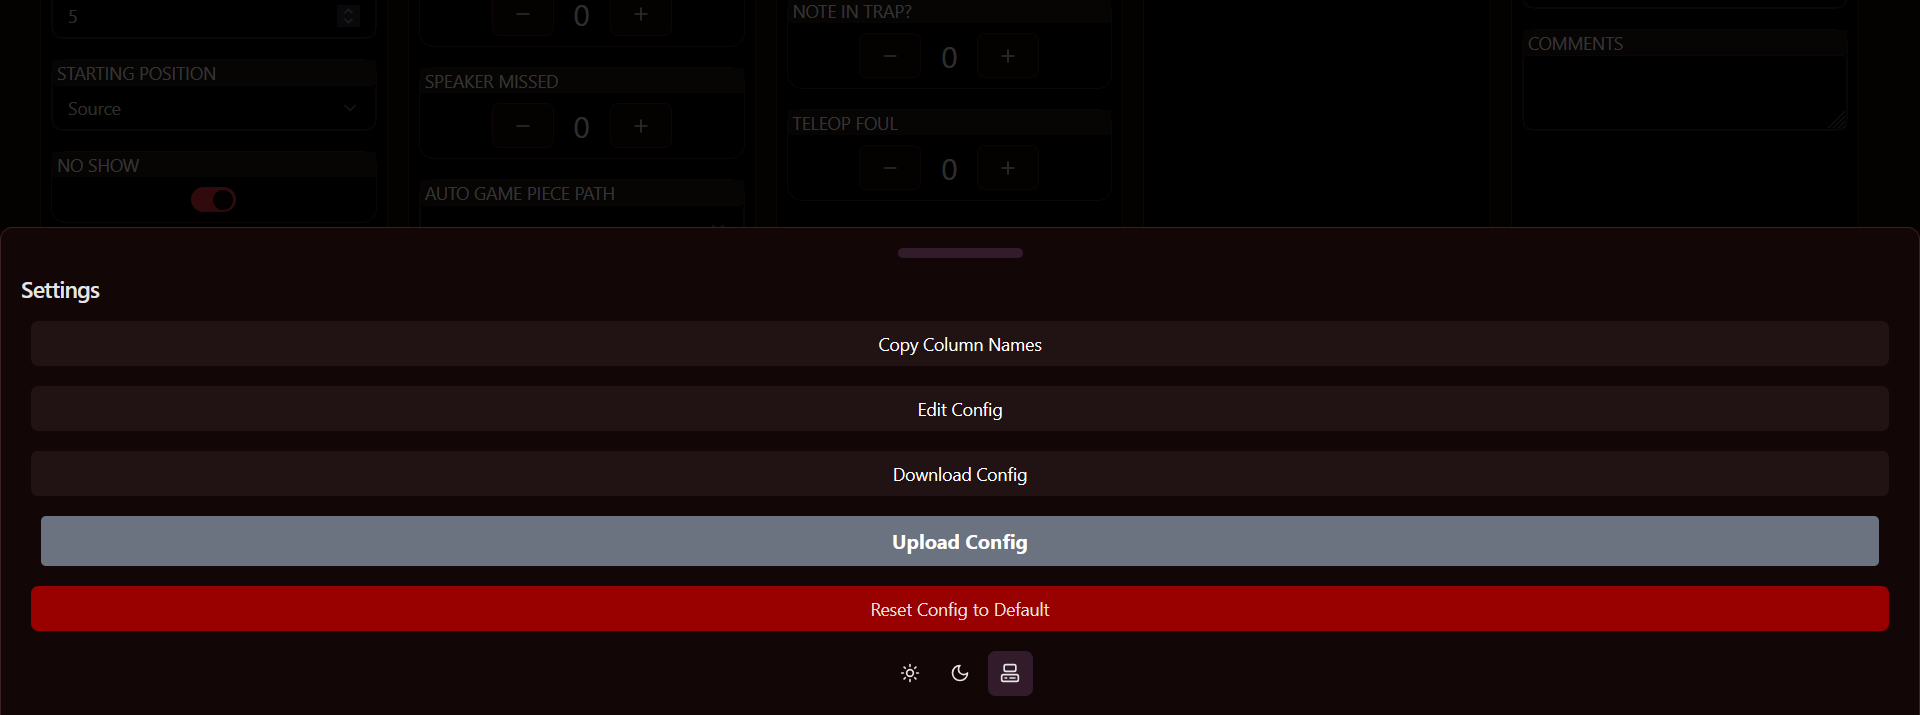 5
STARTING POSITION
Source
NO SHOW
0
SPEAKER MISSED
0
AUTO GAME PIECE PATH
NOTE IN TRAP?
0
TELEOP FOUL
0
COMMENTS
Settings
Copy Column Names
Edit Config
Download Config
Upload Config
Reset Config to Default